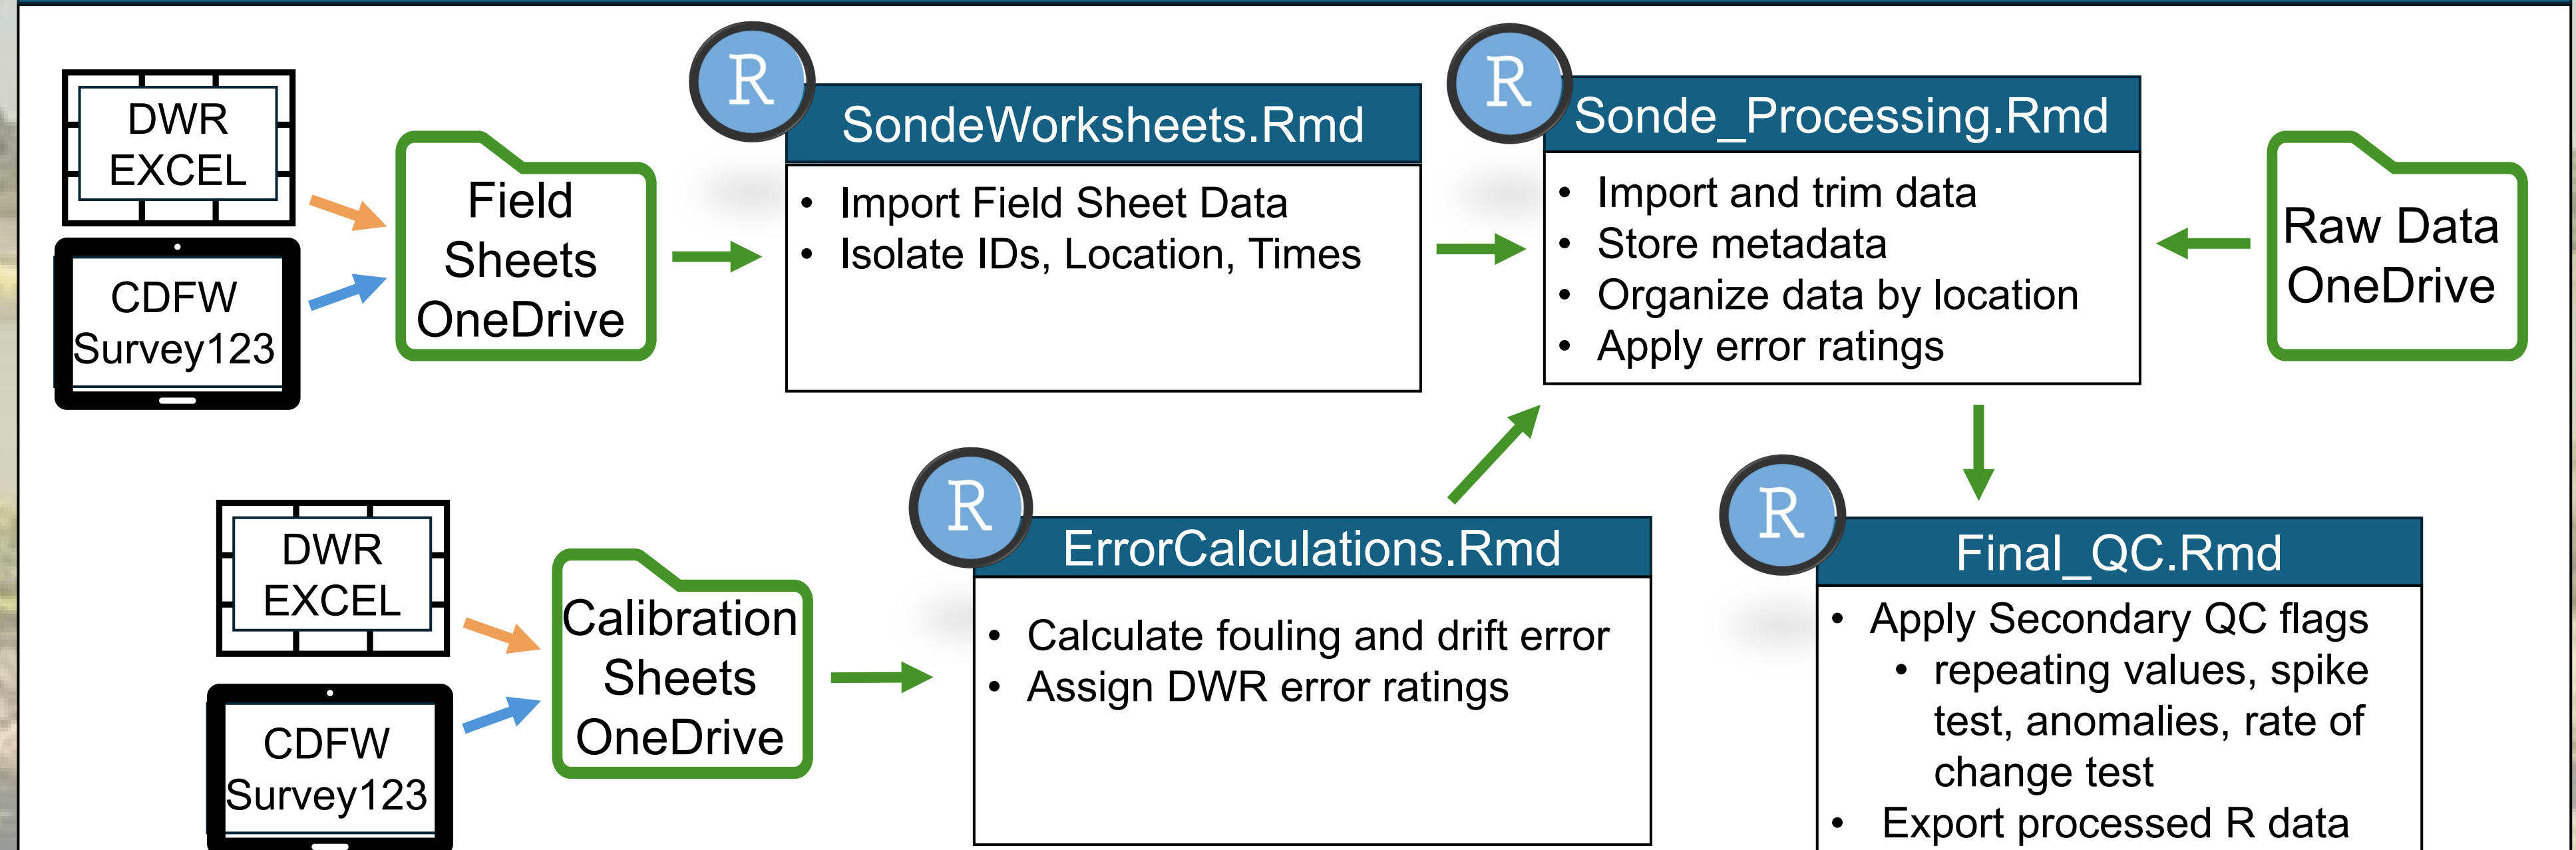 DWR
EXCEL
CDFW
Survey123
Field
Sheets
OneDrive
R
SondeWorksheets.Rmd
• Import Field Sheet Data
• Isolate IDs, Location, Times
R
Sonde_Processing.Rmd
• Import and trim data
• Store metadata
• Organize data by location
• Apply error ratings
Raw Data
OneDrive
DWR
EXCEL
CDFW
Survey123
Calibration
Sheets
OneDrive
R
ErrorCalculations.Rmd
• Calculate fouling and drift error
• Assign DWR error ratings
R
Final_QC.Rmd
• Apply Secondary QC flags
• repeating values, spike
test, anomalies, rate of
change test
• Export processed R data